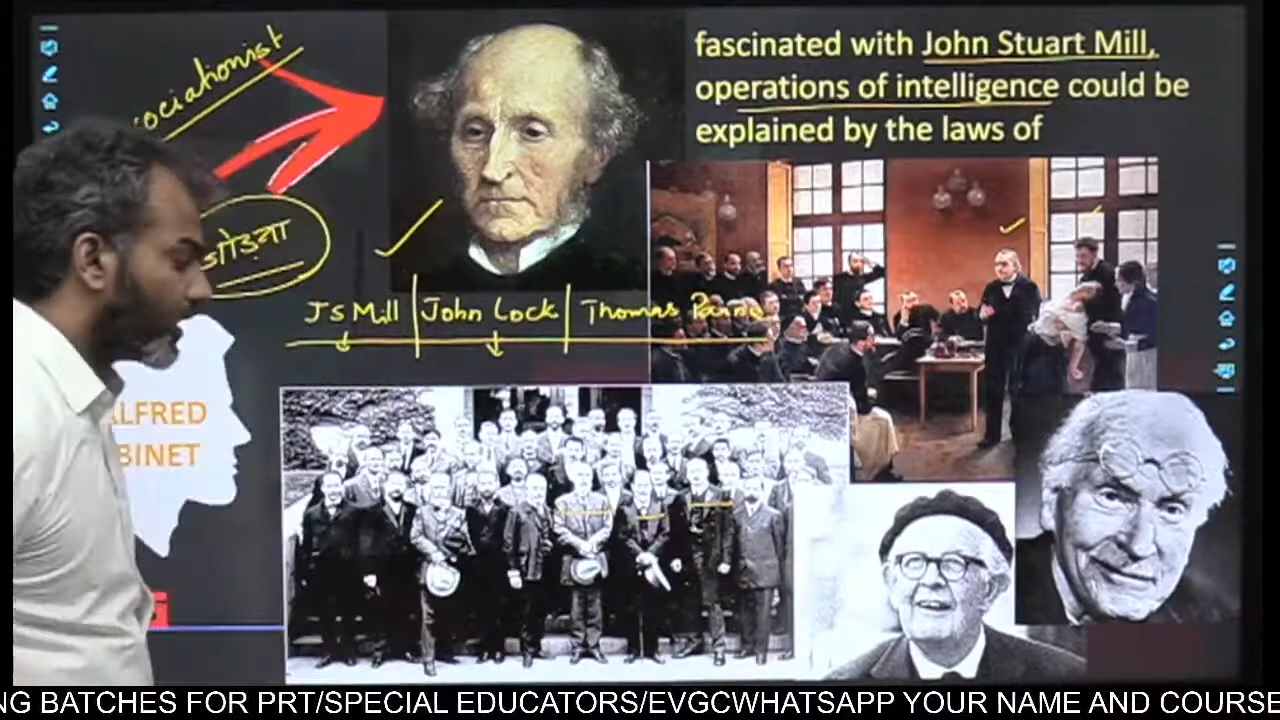 ociationist
fascinated with John Stuart Mill,
operations of intelligence could be
explained by the laws of
जोड़ना
JS Mill | John Lock | Thomas
LFRED
BINET
NG BATCHES FOR PRT/SPECIAL EDUCATORS/EVGCWHATSAPP YOUR NAME AND COURSE